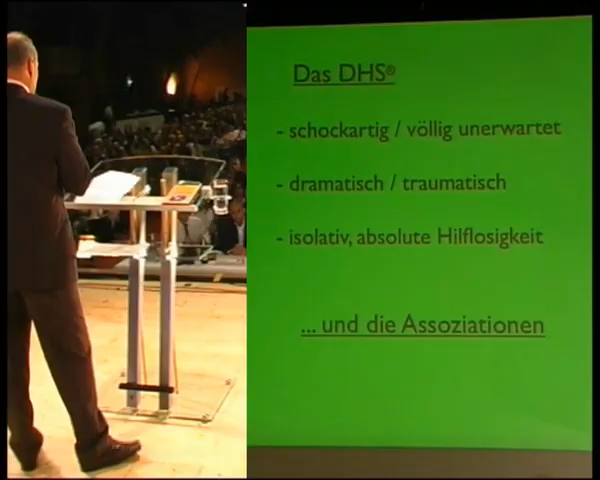 Das DHS®
- schockartig / völlig unerwartet
- dramatisch / traumatisch
- isolativ, absolute Hilflosigkeit
... und die Assoziationen